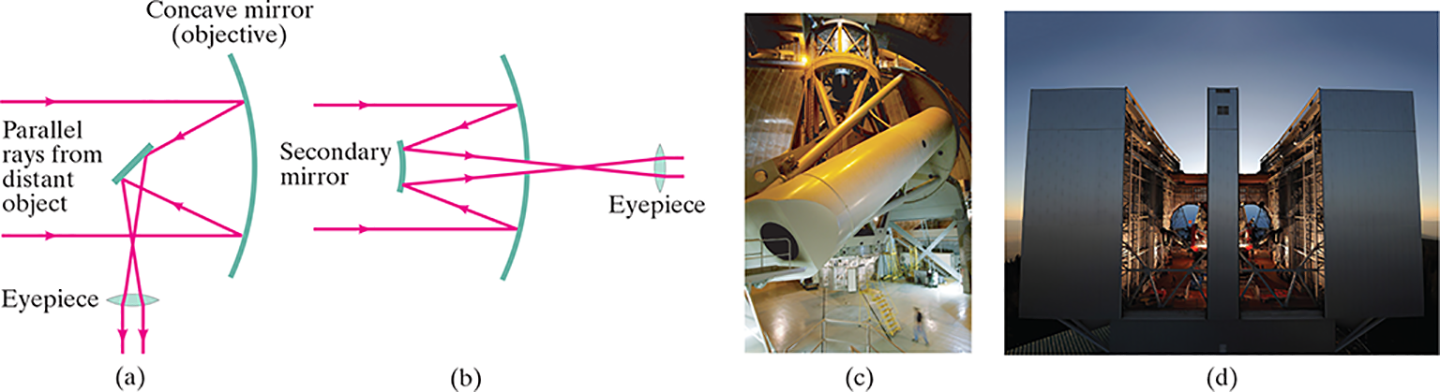 Concave mirror
(objective)
Parallel
rays from
distant
object
Eyepiece
(a)
Secondary
mirror
Eyepiece
(b)
(c)
(d)